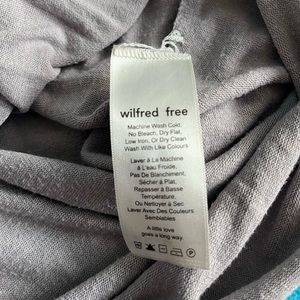 wilfred free
Machine Wash Cold.
No Bleach, Dry Flat,
Low Iron, Or Dry Clean
Wash With Like Colours
Laver à La Machine
à L'eau Froide,
Pas De Blanchiment,
Sécher à Plat,
Repasser à Basse
Température,
Ou Nettoyer à Sec
Laver Avec Des Couleurs
Semblables
A little love
goes a long way